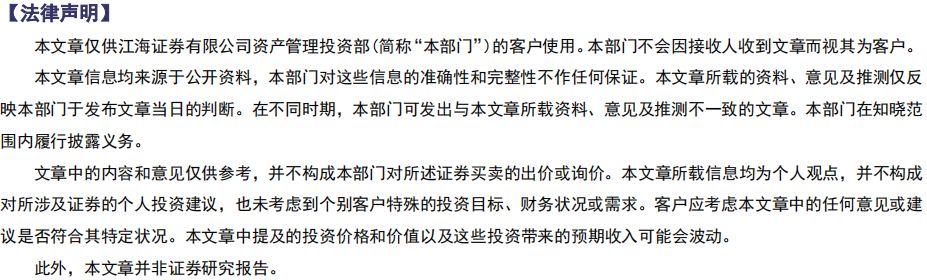 【法律声明】
本文章仅供江海证券有限公司资产管理投资部(简称“本部门”)的客户使用。本部门不会因接收人收到文章而视其为客户。
本文章信息均来源于公开资料，本部门对这些信息的准确性和完整性不作任何保证。本文章所载的资料、意见及推测仅反
映本部门于发布文章当日的判断。在不同时期，本部门可发出与本文章所载资料、意见及推测不一致的文章。本部门在知晓范
围内履行披露义务。
文章中的内容和意见仅供参考，并不构成本部门对所述证券买卖的出价或询价。本文章所载信息均为个人观点，并不构成
对所涉及证券的个人投资建议，也未考虑到个别客户特殊的投资目标、财务状况或需求。客户应考虑本文章中的任何意见或建
议是否符合其特定状况。本文章中提及的投资价格和价值以及这些投资带来的预期收入可能会波动。
此外，本文章并非证券研究报告。